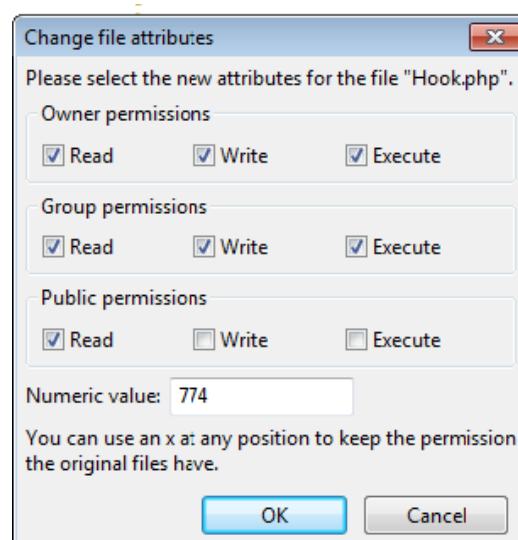 Change file attributes
Please select the new attributes for the file "Hook.php".
Owner permissions
Read Write Execute
Group permissions
Read Write Execute
Public permissions
Read Write Execute
Numeric value: 774
You can use an x at any position to keep the permission
the original files have.
OK Cancel